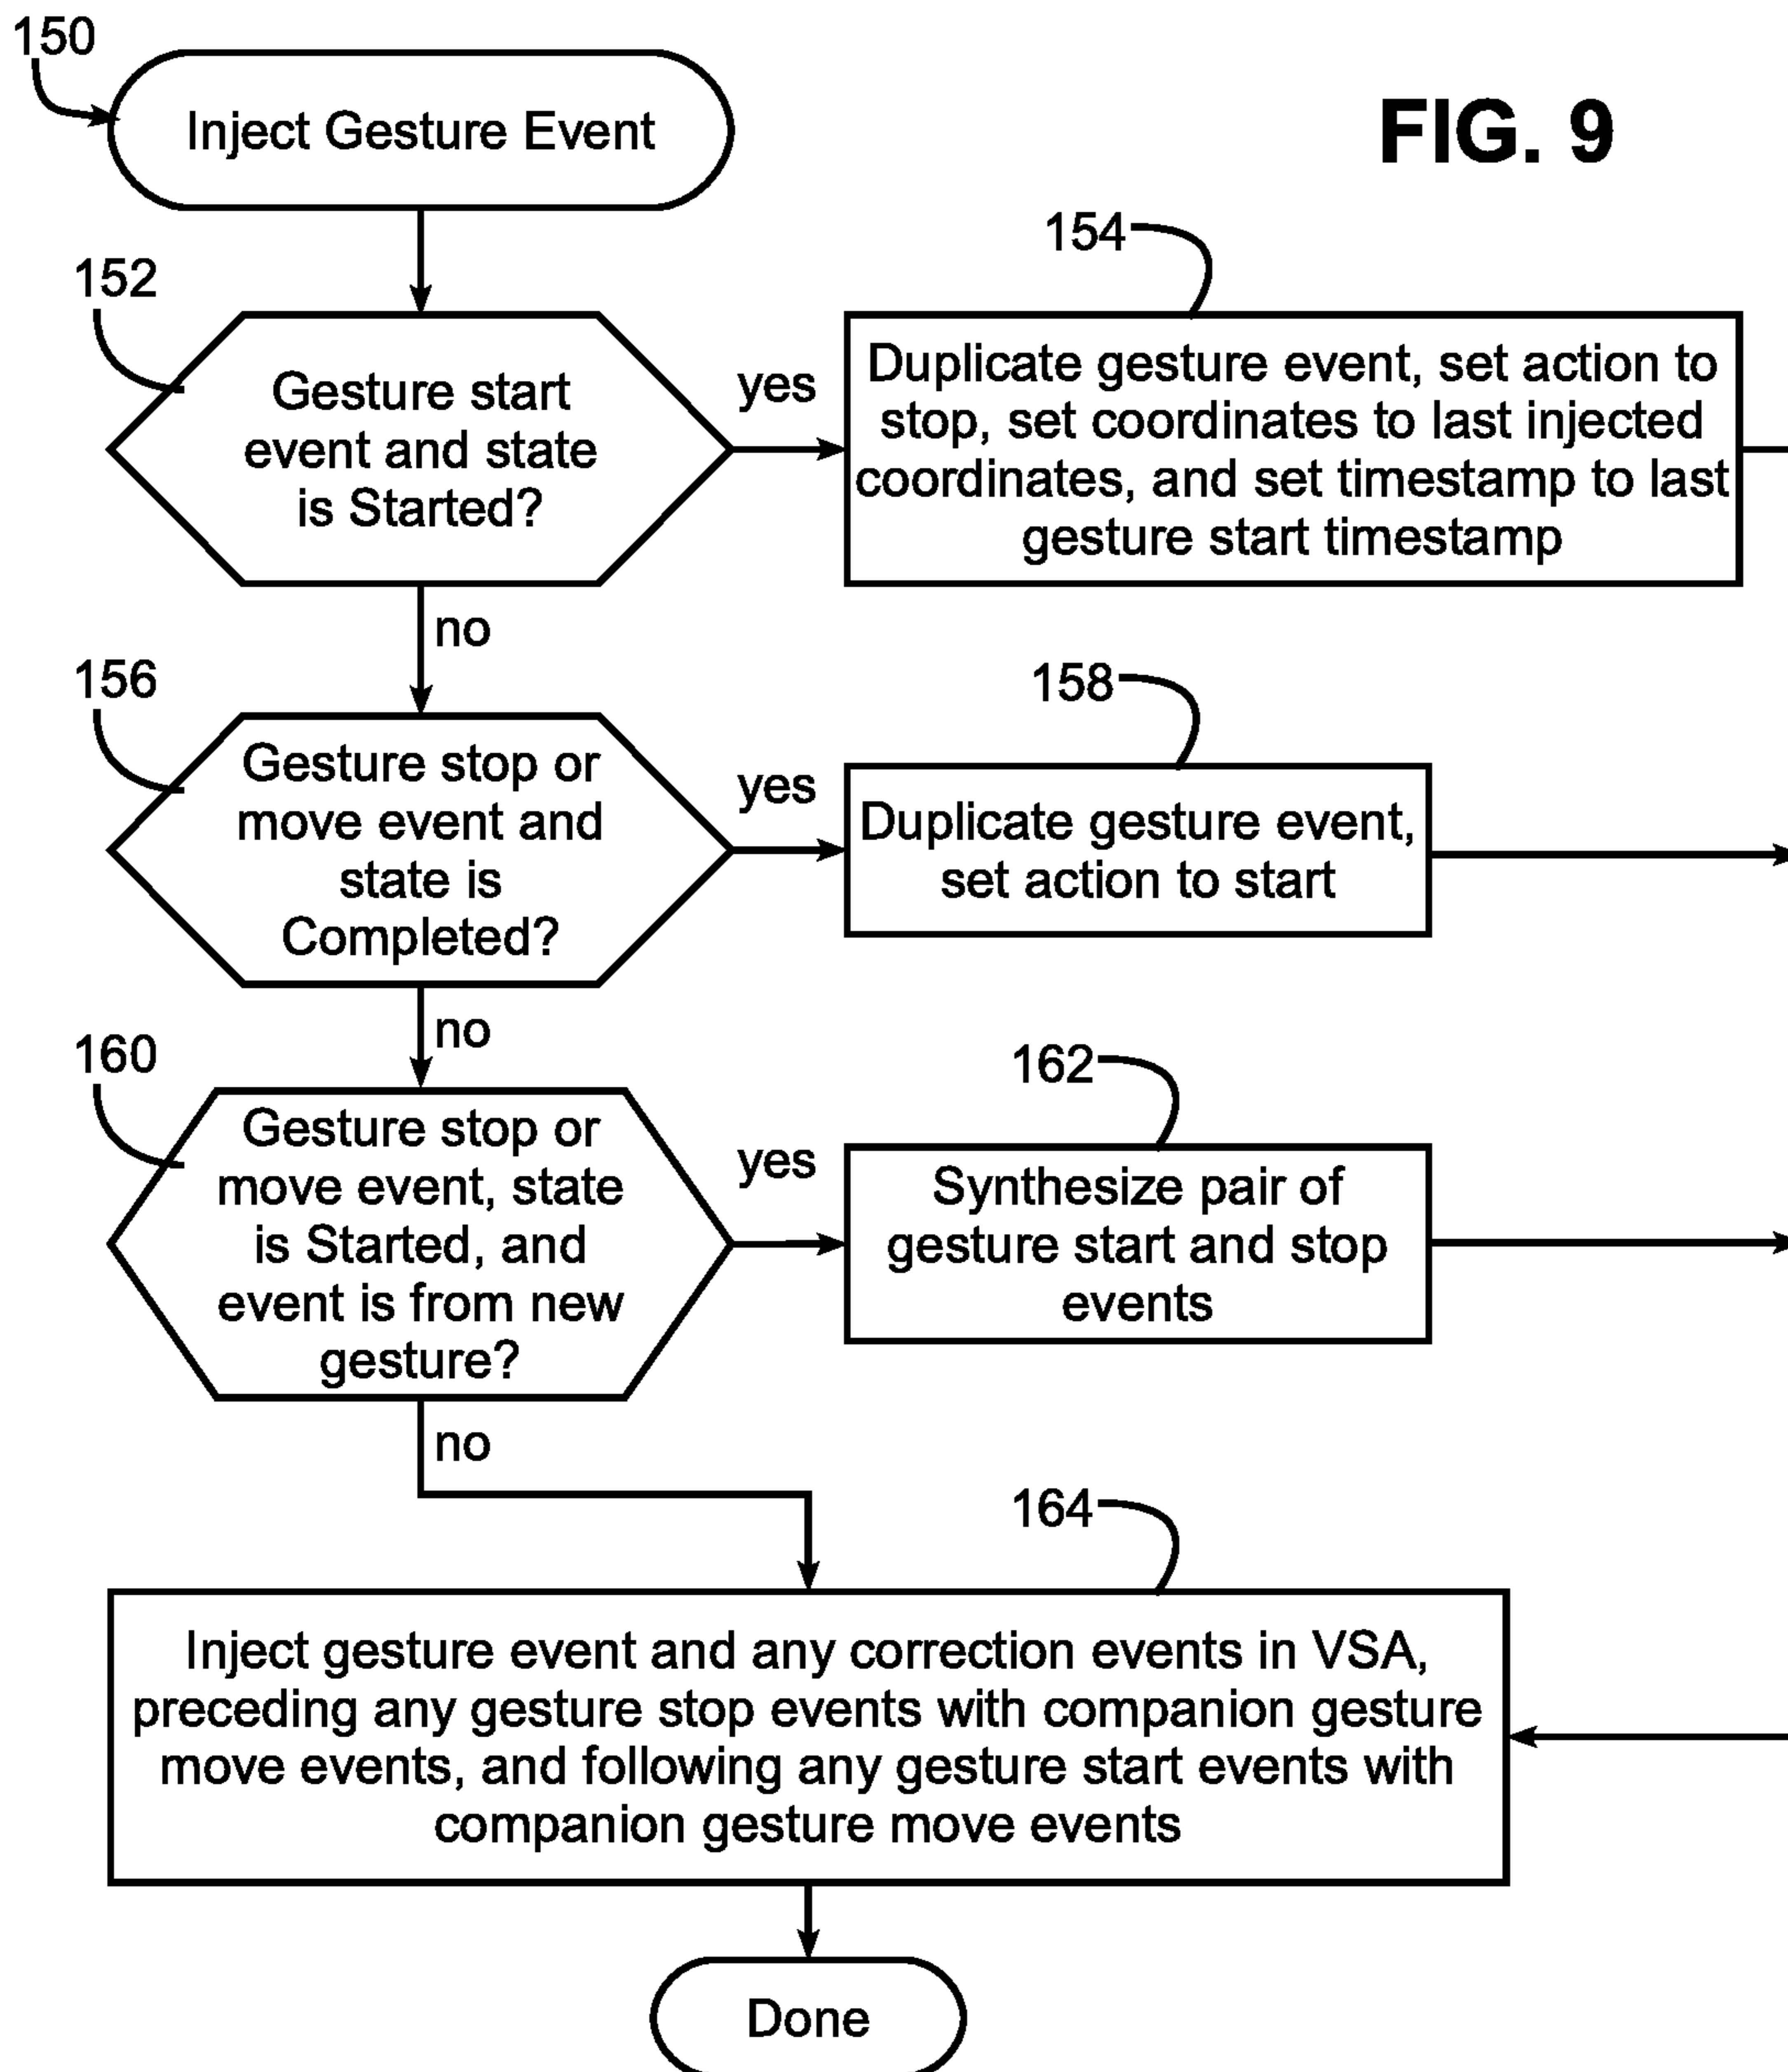 150
Inject Gesture Event
FIG. 9
152
Gesture start
event and state
is Started?
yes
154
Duplicate gesture event, set action to
stop, set coordinates to last injected
coordinates, and set timestamp to last
gesture start timestamp
no
156
Gesture stop or
move event and
state is
Completed?
yes
158
Duplicate gesture event,
set action to start
no
160
Gesture stop or
move event, state
is Started, and
event is from new
gesture?
yes
162
Synthesize pair of
gesture start and stop
events
no
164
Inject gesture event and any correction events in VSA,
preceding any gesture stop events with companion gesture
move events, and following any gesture start events with
companion gesture move events
Done